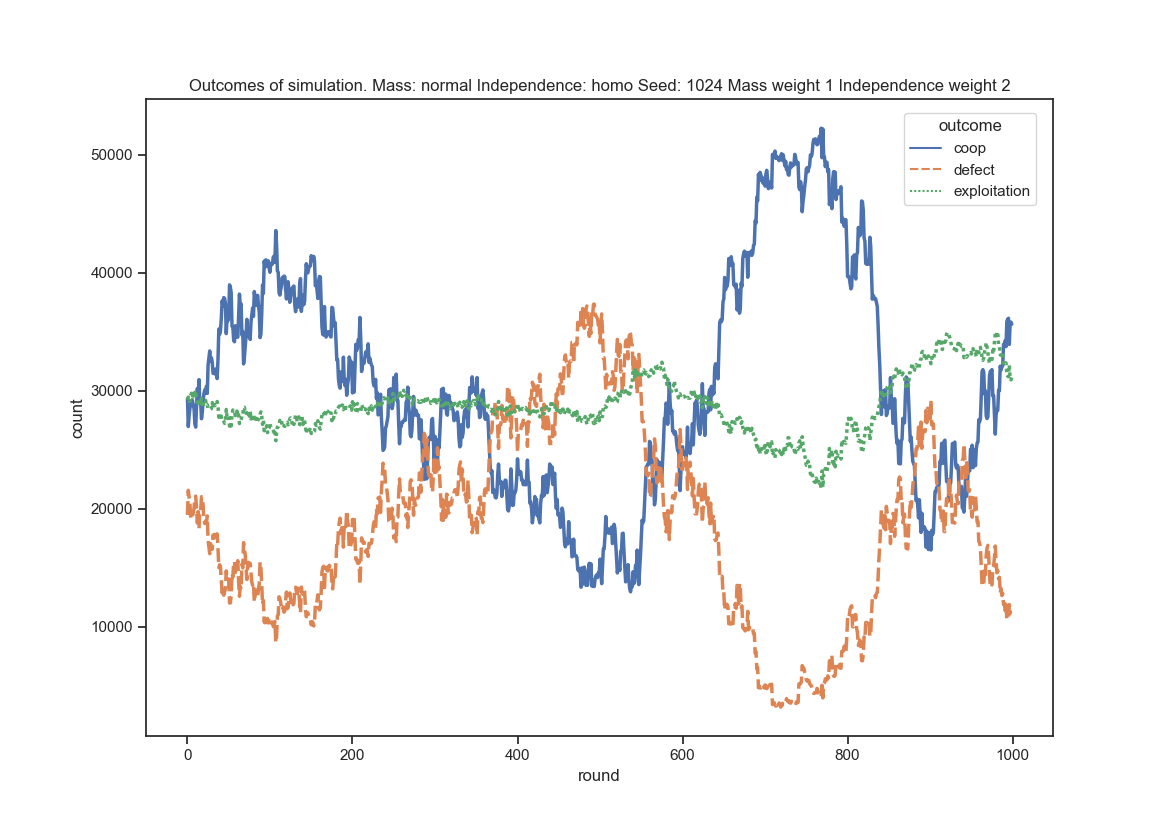 Outcomes of simulation. Mass: normal Independence: homo Seed: 1024 Mass weight 1 Independence weight 2
outcome
coop
defect
exploitation
50000
40000
30000
20000
10000
count
0 200 400 600 800 1000
round